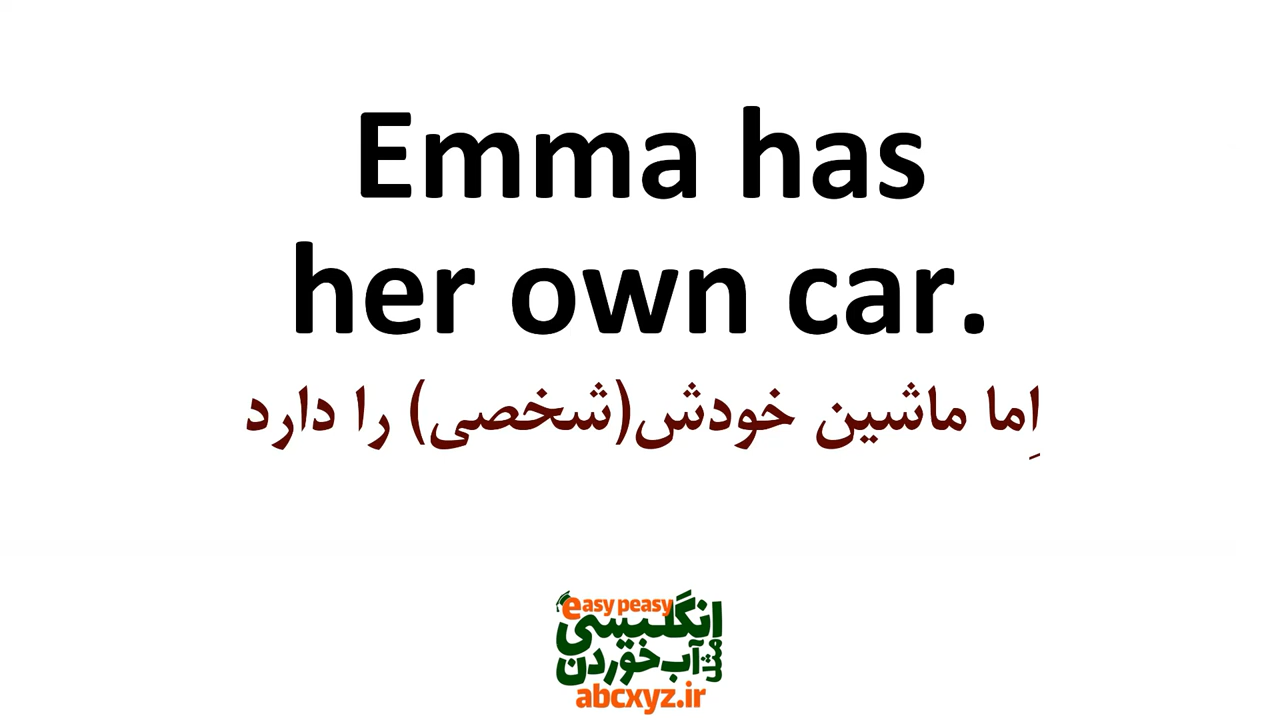 Emma has
her own car.
اِما ماشین خودش(شخصی) را دارد
easy peasy
انگلیسی
مثل آب خوردن
abcxyz.ir